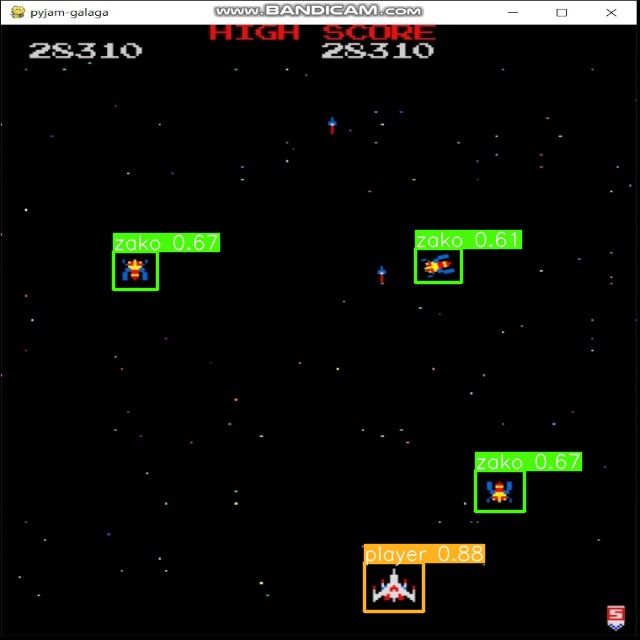 pyjam-galaga
www.BANDICAM.com
HIGH SCORE
28310 28310
zako 0.67
zako 0.61
zako 0.67
player 0.88
S